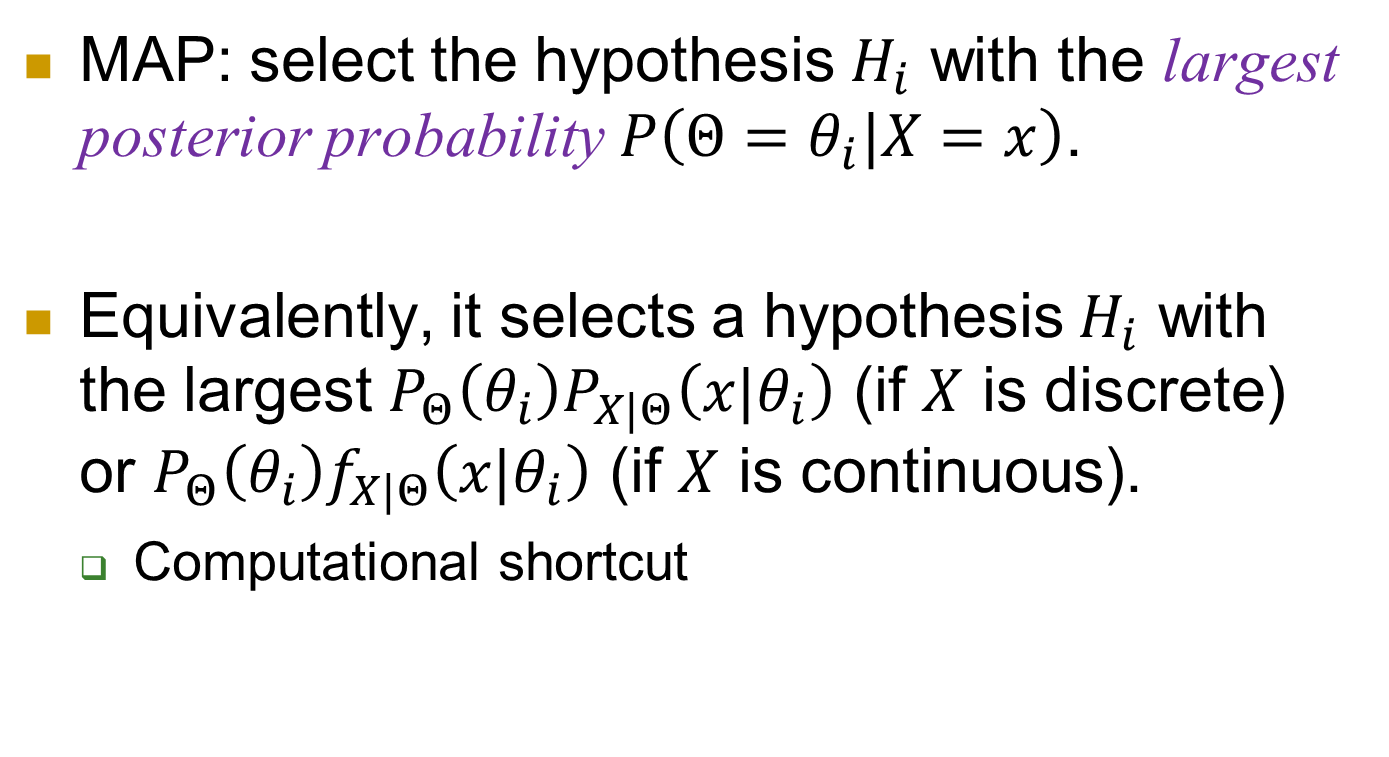 MAP: select the hypothesis 𝐻ᵢ with the largest
posterior probability 𝑃(Θ = 𝜃ᵢ|𝑋 = 𝑥).
Equivalently, it selects a hypothesis 𝐻ᵢ with
the largest 𝑃_Θ(𝜃ᵢ)𝑃_{𝑋|Θ}(𝑥|𝜃ᵢ) (if 𝑋 is discrete)
or 𝑃_Θ(𝜃ᵢ)𝑓_{𝑋|Θ}(𝑥|𝜃ᵢ) (if 𝑋 is continuous).
Computational shortcut